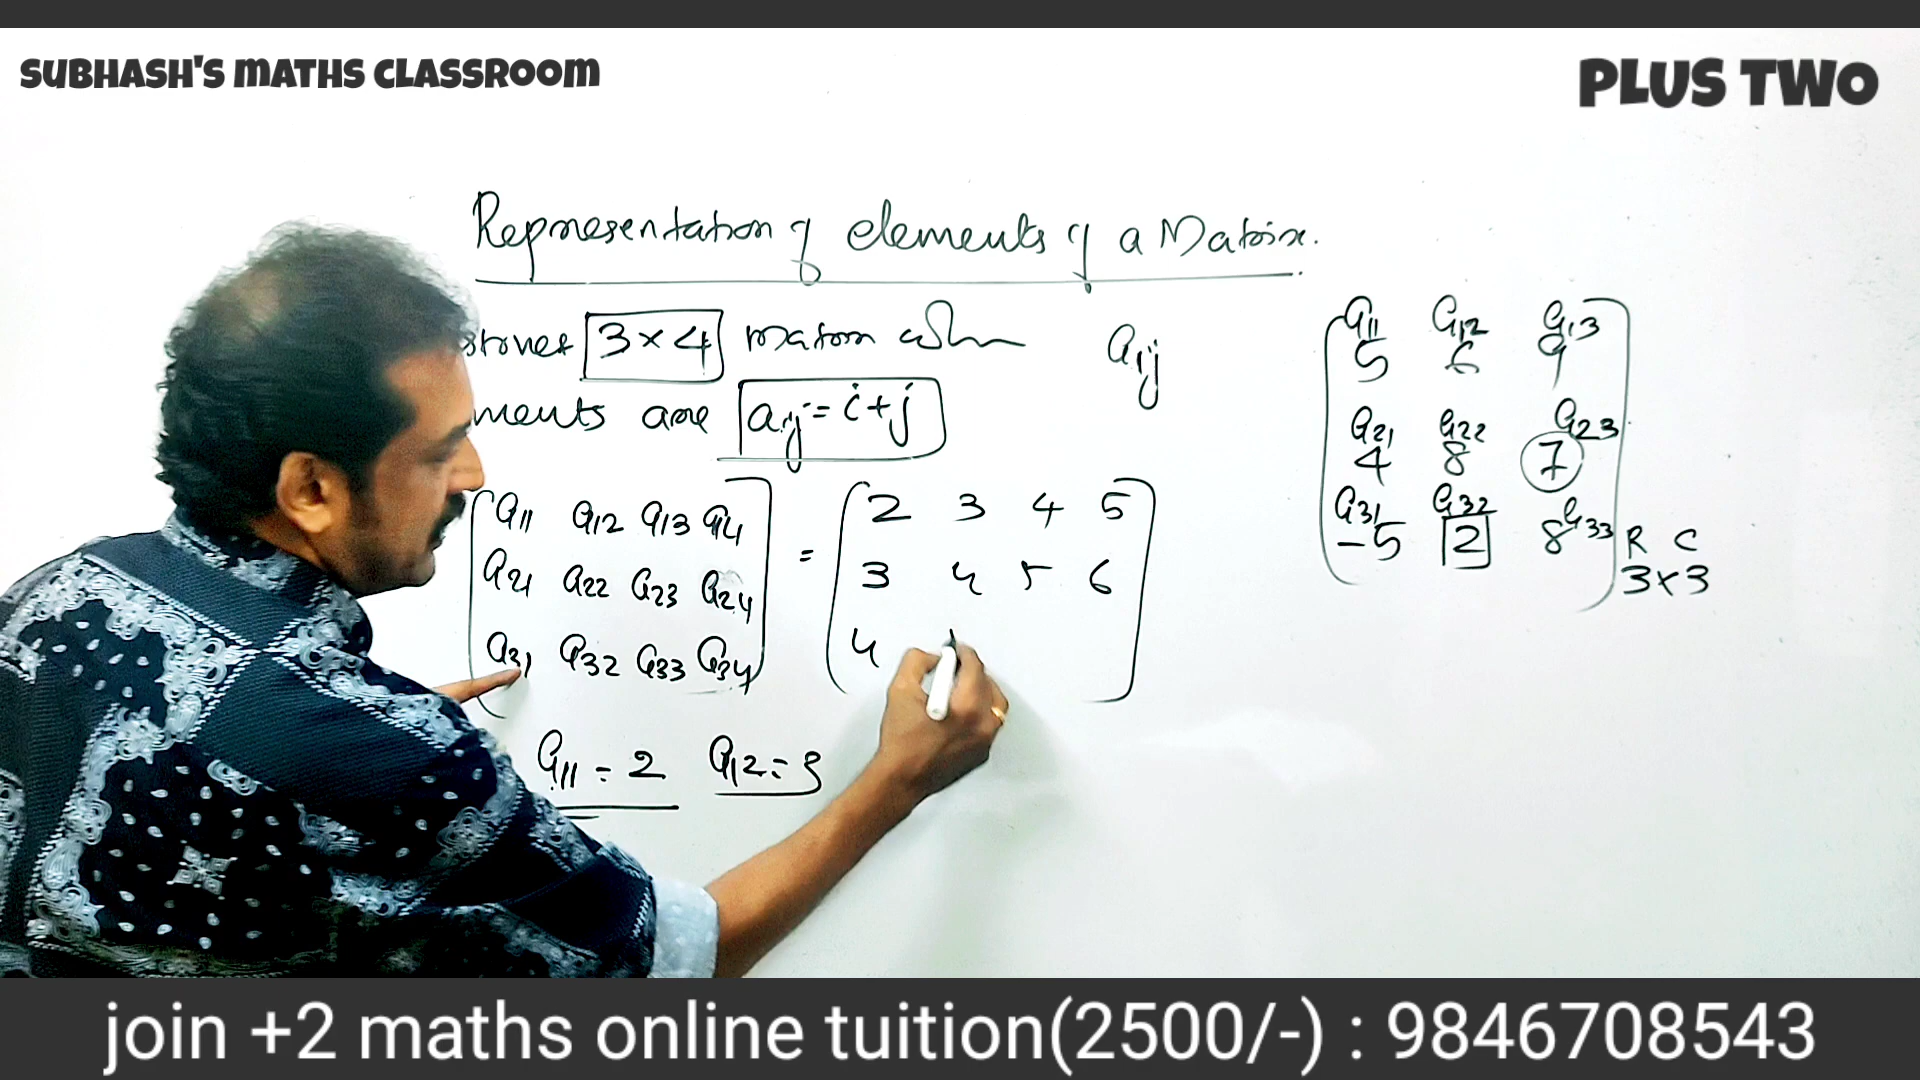 SUBHASH'S MATHS CLASSROOM
PLUS TWO
Representation of elements of a Matrix.
3 × 4
ments are aij = i + j
aij
a11 a12 a13 a14
a21 a22 a23 a24
a31 a32 a33 a34
=
2 3 4 5
3 4 5 6
4
a11 = 2 a12 = 3
a11 a12 a13
5 6 9
a21 a22 a23
4 8 7
a31 a32 a33
-5 2 8
R C
3×3
join +2 maths online tuition(2500/-) : 9846708543